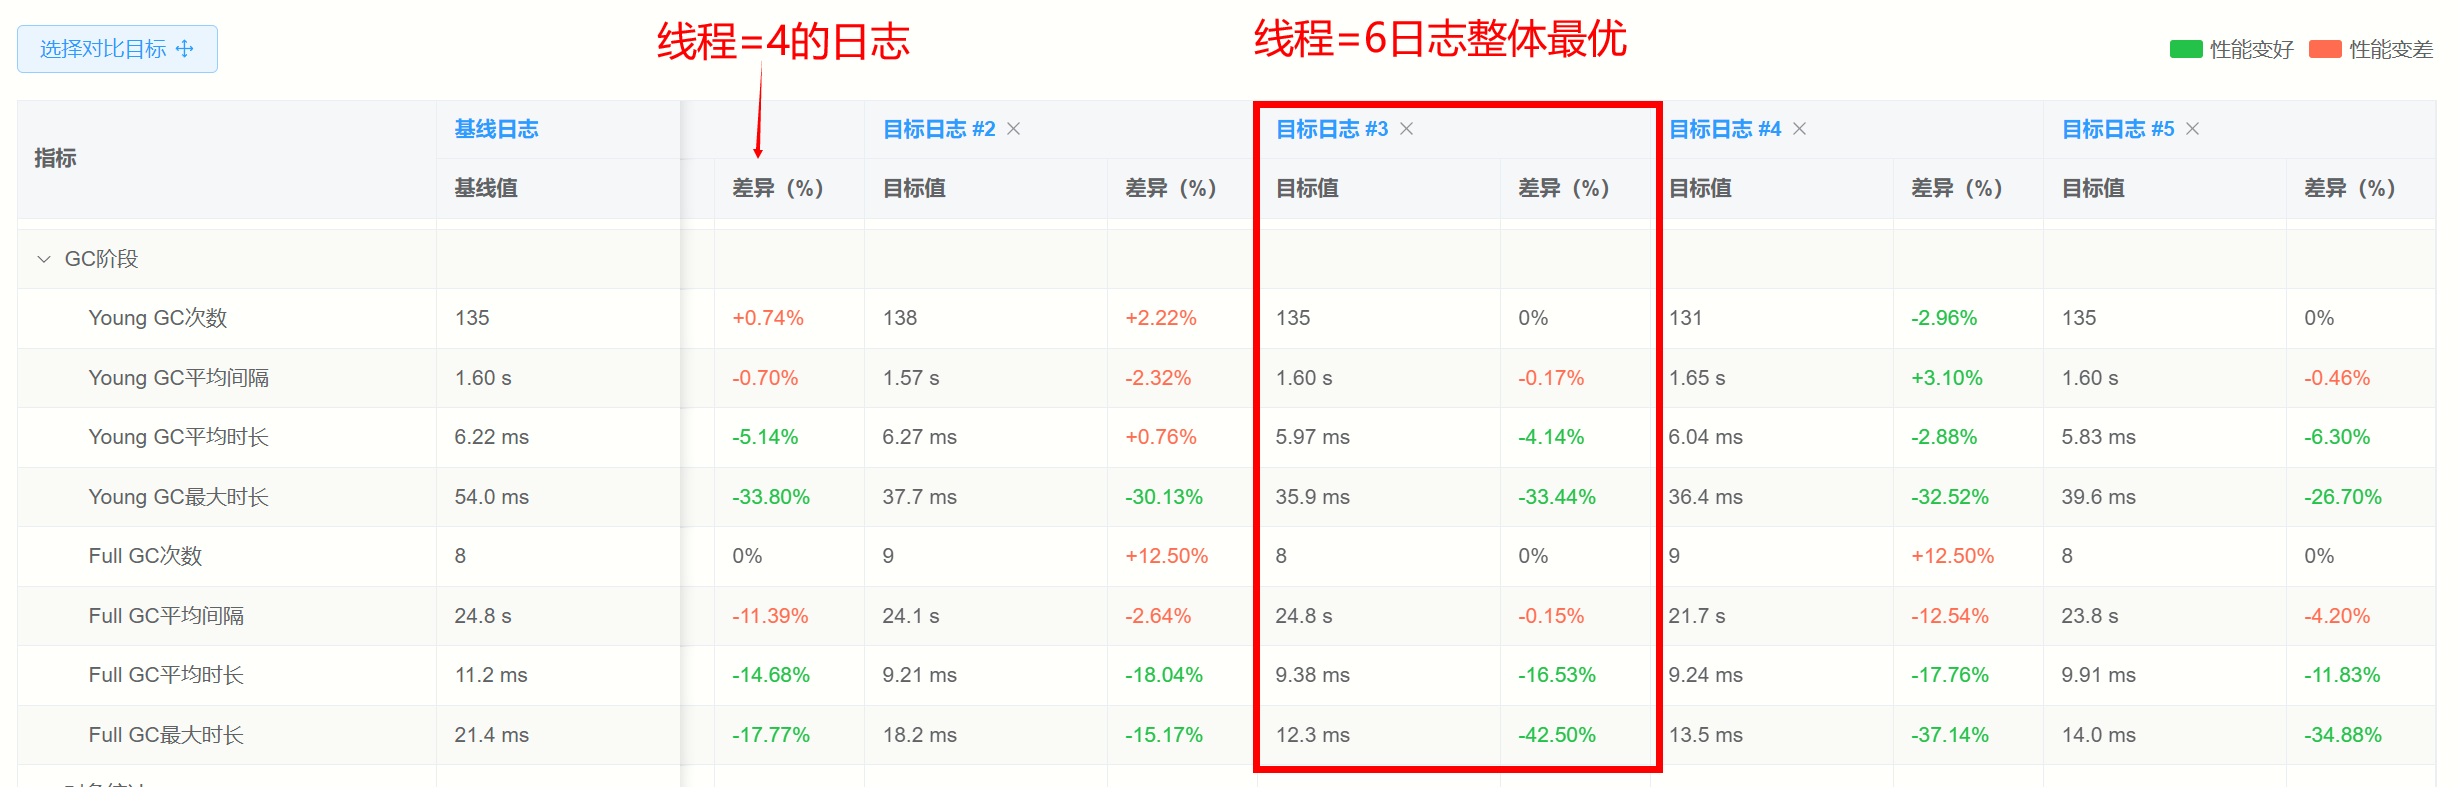 线程=4的日志
线程=6日志整体最优
选择对比目标
性能变好 性能变差
指标 基线日志 目标日志 #2 目标日志 #3 目标日志 #4 目标日志 #5
基线值 差异（%） 目标值 差异（%） 目标值 差异（%） 目标值 差异（%） 目标值 差异（%）
GC阶段
Young GC次数 135 +0.74% 138 +2.22% 135 0% 131 -2.96% 135 0%
Young GC平均间隔 1.60 s -0.70% 1.57 s -2.32% 1.60 s -0.17% 1.65 s +3.10% 1.60 s -0.46%
Young GC平均时长 6.22 ms -5.14% 6.27 ms +0.76% 5.97 ms -4.14% 6.04 ms -2.88% 5.83 ms -6.30%
Young GC最大时长 54.0 ms -33.80% 37.7 ms -30.13% 35.9 ms -33.44% 36.4 ms -32.52% 39.6 ms -26.70%
Full GC次数 8 0% 9 +12.50% 8 0% 9 +12.50% 8 0%
Full GC平均间隔 24.8 s -11.39% 24.1 s -2.64% 24.8 s -0.15% 21.7 s -12.54% 23.8 s -4.20%
Full GC平均时长 11.2 ms -14.68% 9.21 ms -18.04% 9.38 ms -16.53% 9.24 ms -17.76% 9.91 ms -11.83%
Full GC最大时长 21.4 ms -17.77% 18.2 ms -15.17% 12.3 ms -42.50% 13.5 ms -37.14% 14.0 ms -34.88%